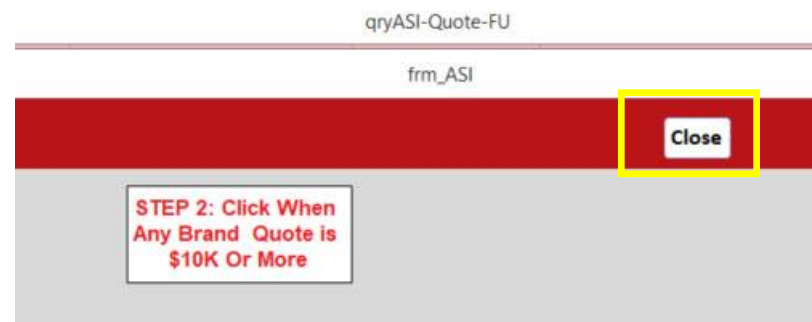 qryASI-Quote-FU
frm_ASI
Close
STEP 2: Click When
Any Brand Quote is
$10K Or More